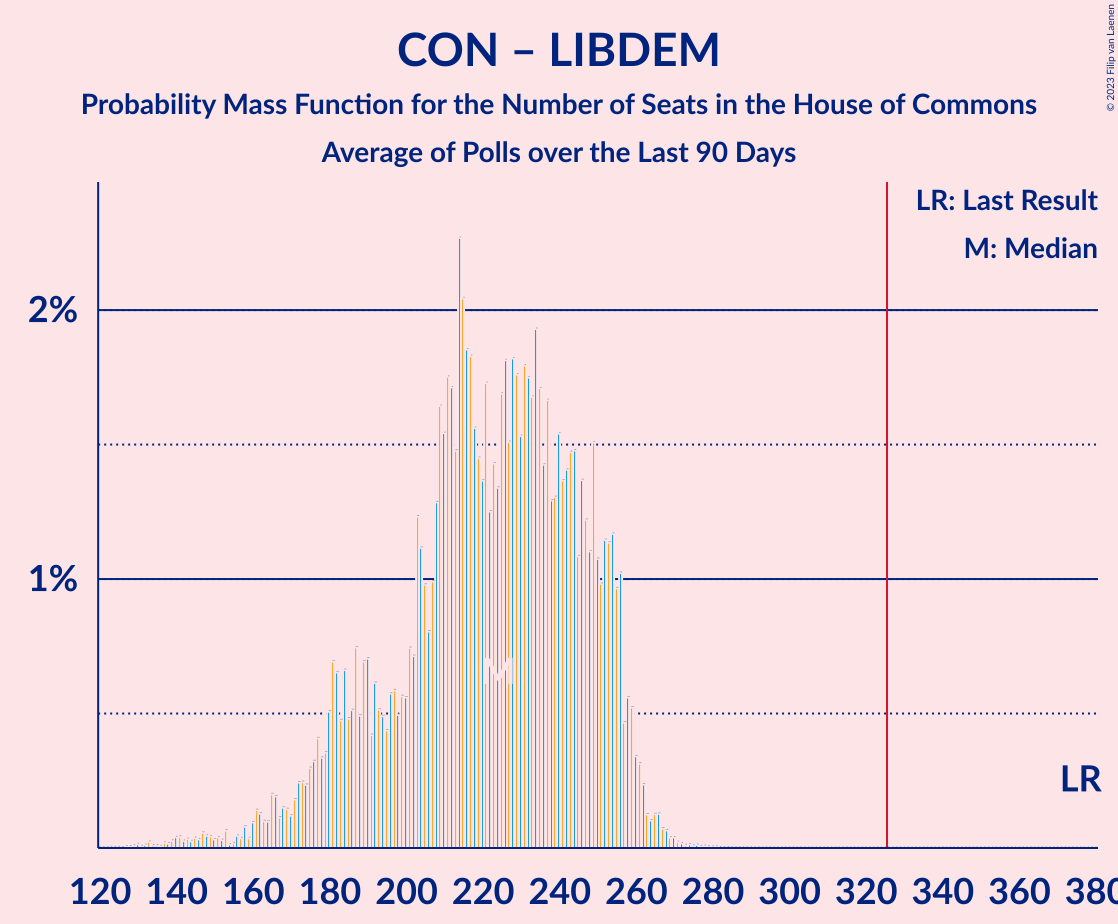 CON – LIBDEM
Probability Mass Function for the Number of Seats in the House of Commons
Average of Polls over the Last 90 Days
© 2023 Filip van Laenen
LR: Last Result
M: Median
2%
1%
M
LR
120 140 160 180 200 220 240 260 280 300 320 340 360 380